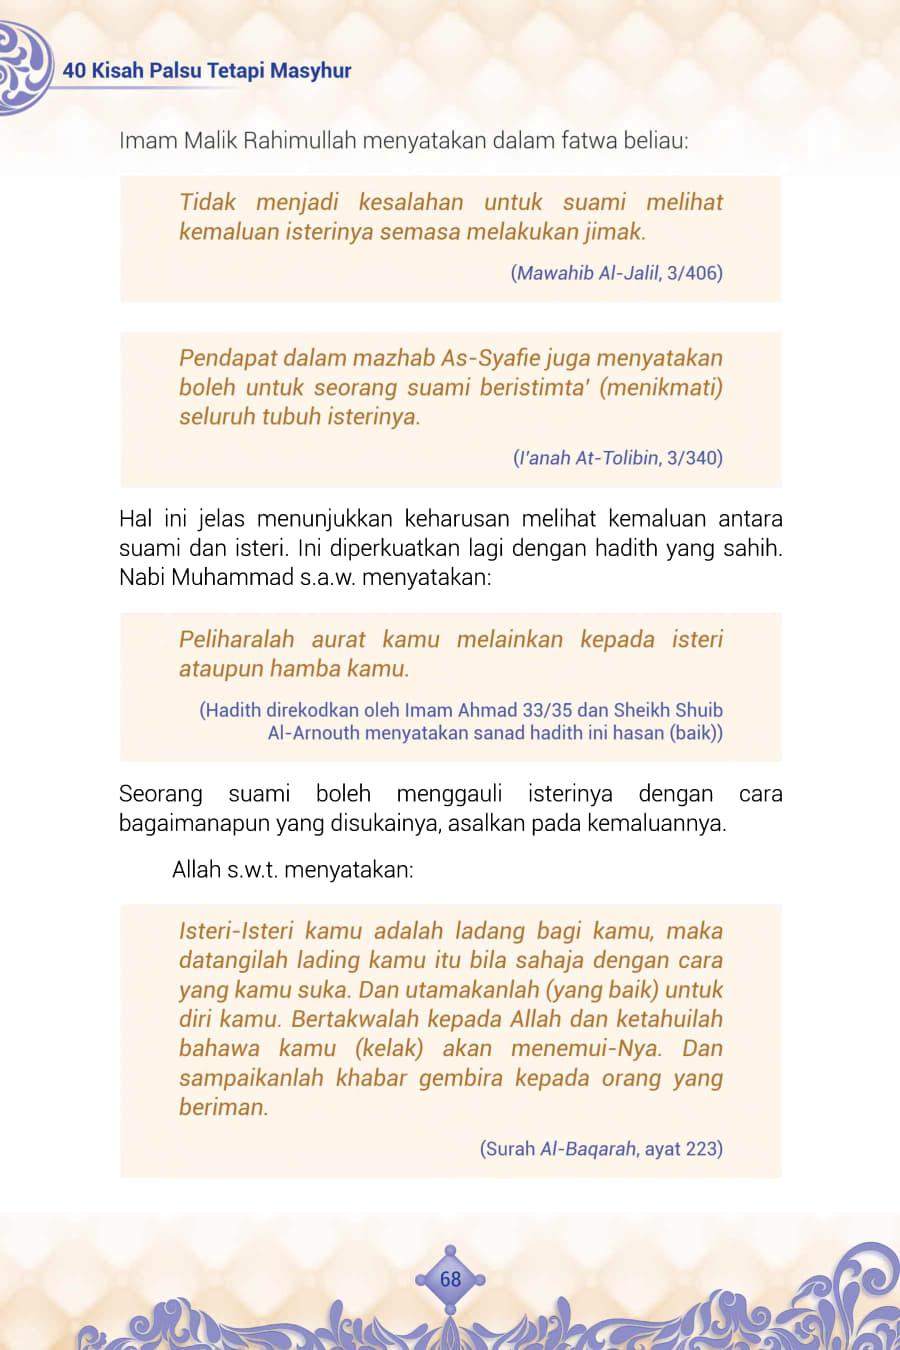 40 Kisah Palsu Tetapi Masyhur
Imam Malik Rahimullah menyatakan dalam fatwa beliau:
Tidak menjadi kesalahan untuk suami melihat
kemaluan isterinya semasa melakukan jimak.
(Mawahib Al-Jalil, 3/406)
Pendapat dalam mazhab As-Syafie juga menyatakan
boleh untuk seorang suami beristimta' (menikmati)
seluruh tubuh isterinya.
(I'anah At-Tolibin, 3/340)
Hal ini jelas menunjukkan keharusan melihat kemaluan antara
suami dan isteri. Ini diperkuatkan lagi dengan hadith yang sahih.
Nabi Muhammad s.a.w. menyatakan:
Peliharalah aurat kamu melainkan kepada isteri
ataupun hamba kamu.
(Hadith direkodkan oleh Imam Ahmad 33/35 dan Sheikh Shuib
Al-Arnouth menyatakan sanad hadith ini hasan (baik))
Seorang suami boleh menggauli isterinya dengan cara
bagaimanapun yang disukainya, asalkan pada kemaluannya.
Allah s.w.t. menyatakan:
Isteri-Isteri kamu adalah ladang bagi kamu, maka
datangilah lading kamu itu bila sahaja dengan cara
yang kamu suka. Dan utamakanlah (yang baik) untuk
diri kamu. Bertakwalah kepada Allah dan ketahuilah
bahawa kamu (kelak) akan menemui-Nya. Dan
sampaikanlah khabar gembira kepada orang yang
beriman.
(Surah Al-Baqarah, ayat 223)
68